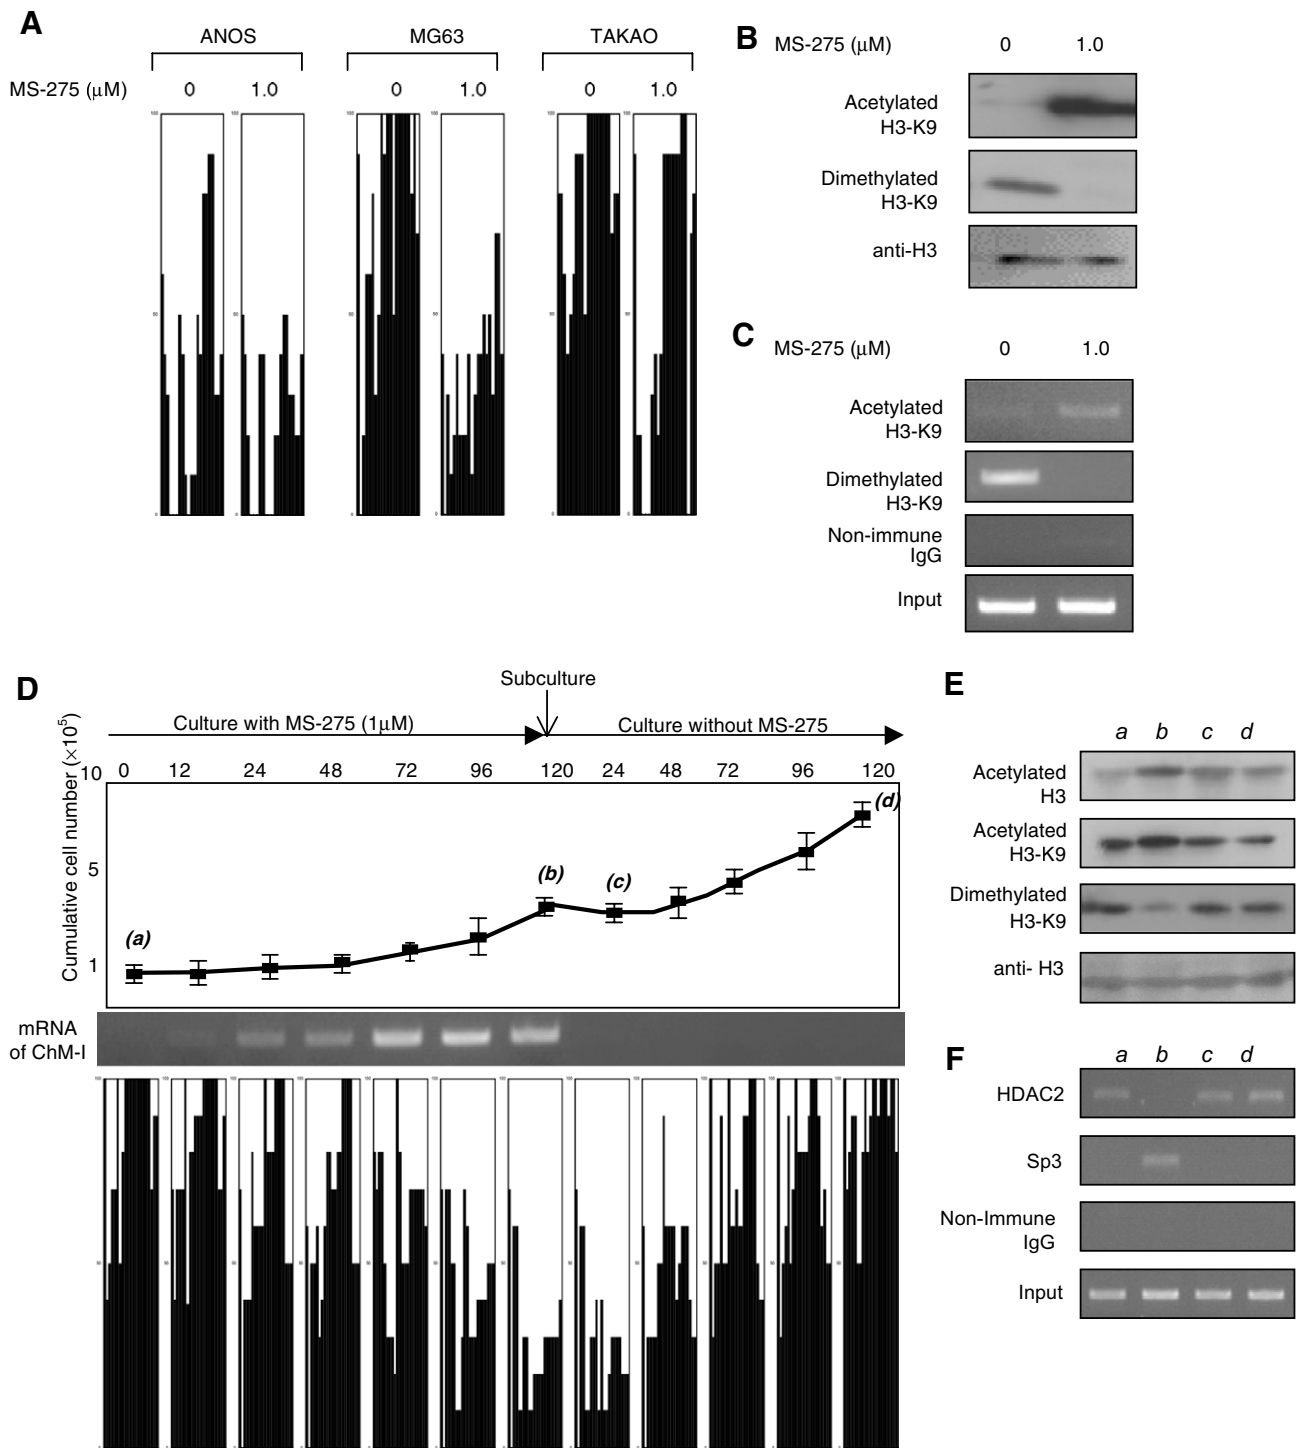 A
ANOS MG63 TAKAO
MS-275 (μM) 0 1.0 0 1.0 0 1.0
B
MS-275 (μM) 0 1.0
Acetylated
H3-K9
Dimethylated
H3-K9
anti-H3
C
MS-275 (μM) 0 1.0
Acetylated
H3-K9
Dimethylated
H3-K9
Non-immune
IgG
Input
D
Subculture
Culture with MS-275 (1μM) Culture without MS-275
0 12 24 48 72 96 120 24 48 72 96 120
Cumulative cell number (×10⁵)
10
5
1
(a) (b) (c) (d)
mRNA
of ChM-I
E
a b c d
Acetylated
H3
Acetylated
H3-K9
Dimethylated
H3-K9
anti- H3
F
a b c d
HDAC2
Sp3
Non-Immune
IgG
Input